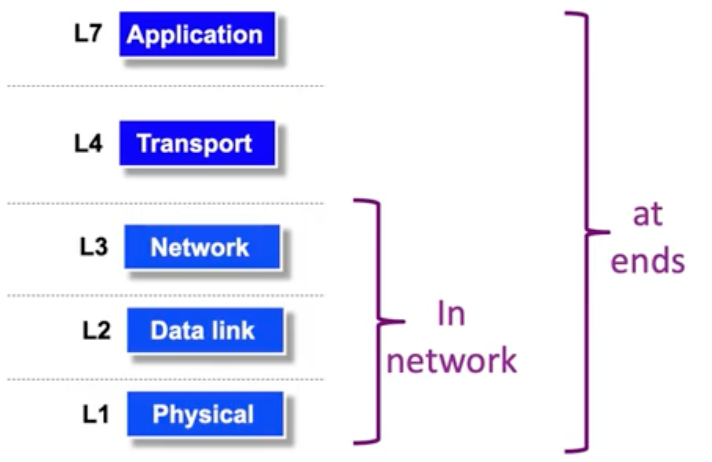 L7 Application
L4 Transport
L3 Network
L2 Data link
L1 Physical
In
network
at
ends